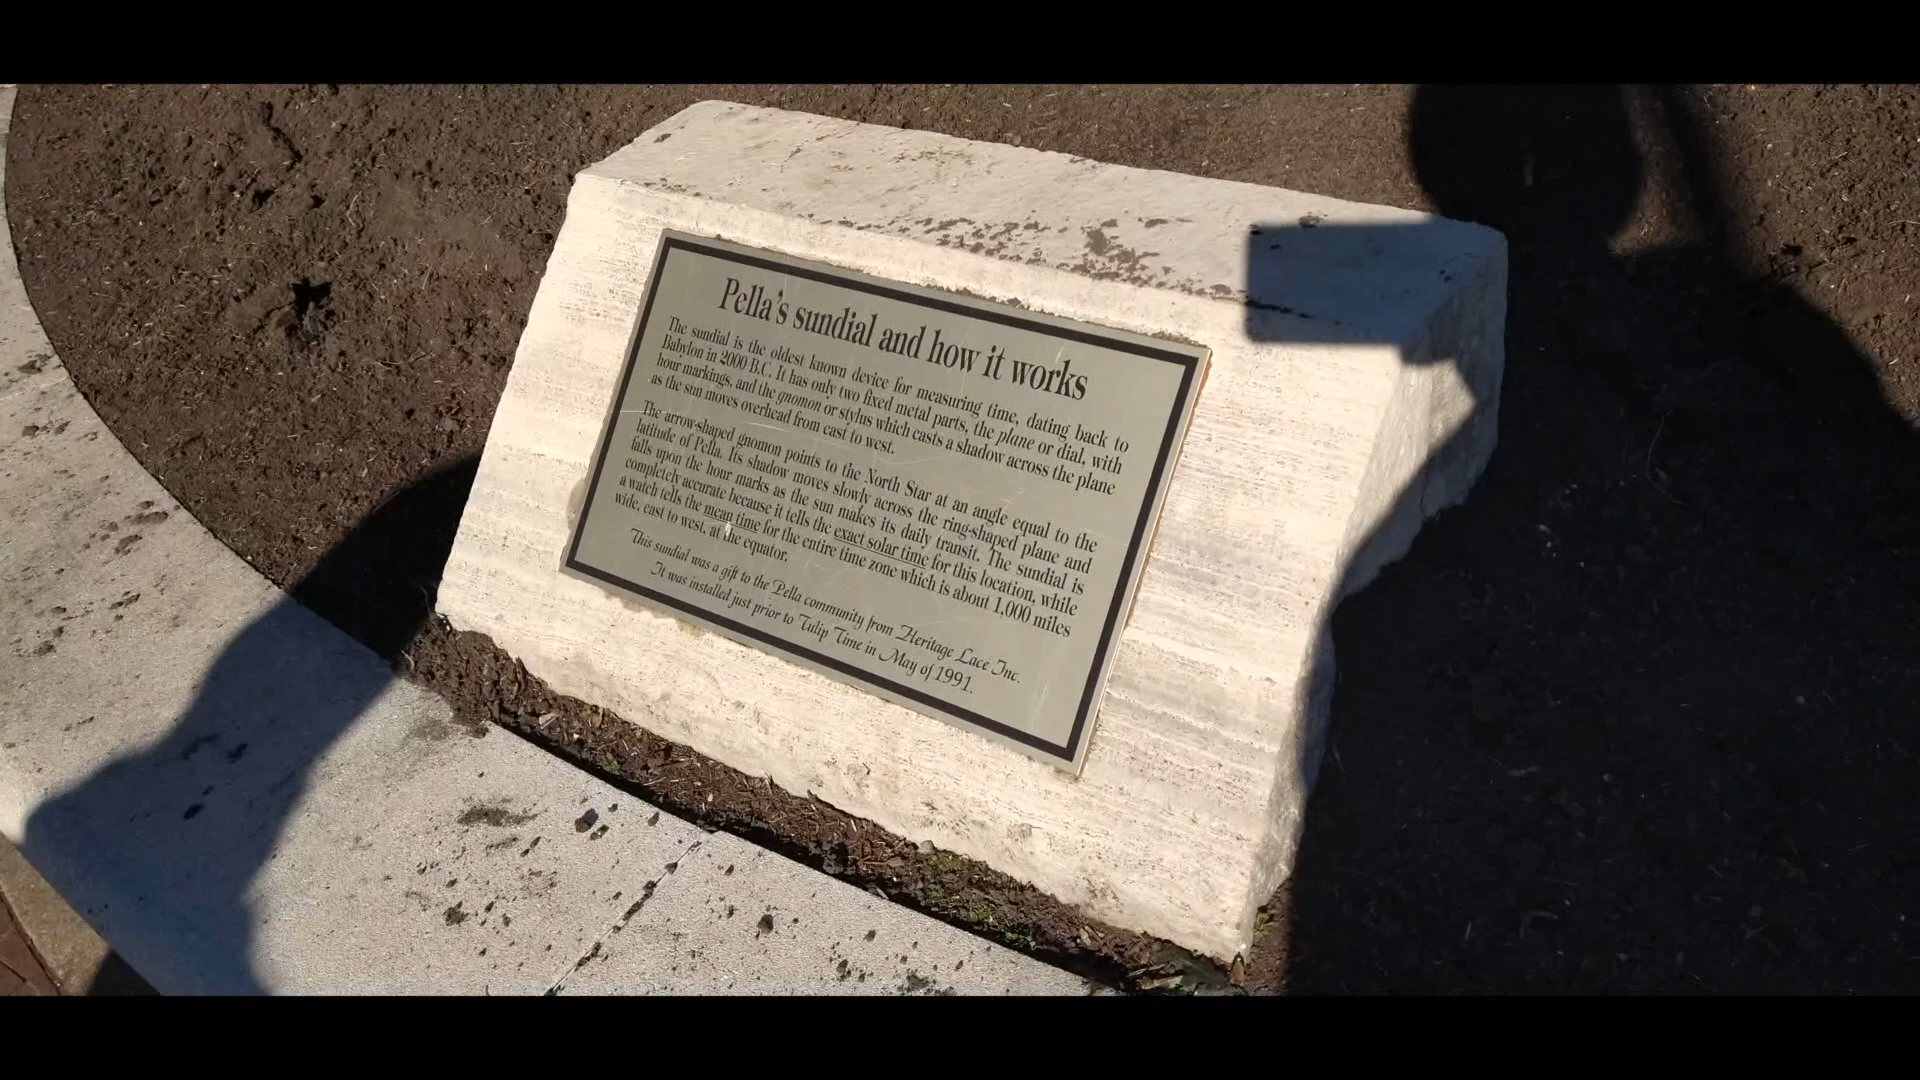 Pella's sundial and how it works
The sundial is the oldest known device for measuring time, dating back to
Babylon in 2000 B.C. It has only two fixed metal parts, the plane or dial, with
hour markings, and the gnomon or stylus which casts a shadow across the plane
as the sun moves overhead from east to west.
The arrow-shaped gnomon points to the North Star at an angle equal to the
latitude of Pella. Its shadow moves slowly across the ring-shaped plane and
falls upon the hour marks as the sun makes its daily transit. The sundial is
completely accurate because it tells the exact solar time for this location, while
a watch tells the mean time for the entire time zone which is about 1,000 miles
wide, east to west, at the equator.
This sundial was a gift to the Pella community from Heritage Lace Inc.
It was installed just prior to Tulip Time in May of 1991.